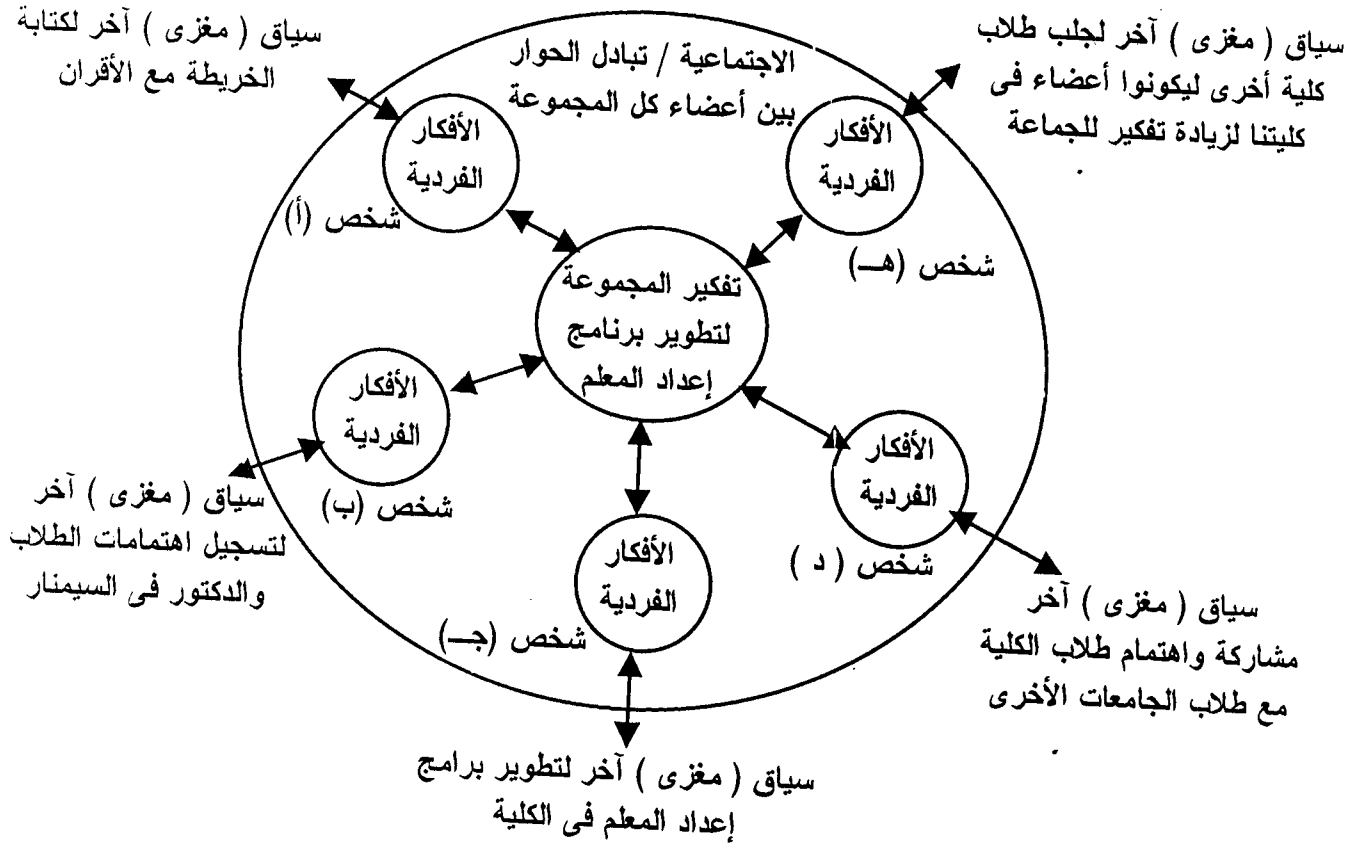 سياق ( مغزى ) آخر لكتابة
الخريطة مع الأقران
الاجتماعية / تبادل الحوار
بين أعضاء كل المجموعة
سياق ( مغزى ) آخر لجلب طلاب
كلية أخرى ليكونوا أعضاء فى
كليتنا لزيادة تفكير للجماعة
الأفكار
الفردية
شخص (أ)
الأفكار
الفردية
شخص (هـ)
تفكير المجموعة
لتطوير برنامج
إعداد المعلم
الأفكار
الفردية
شخص (ب)
الأفكار
الفردية
شخص ( د )
الأفكار
الفردية
شخص (جـ)
سياق ( مغزى ) آخر
لتسجيل اهتمامات الطلاب
والدكتور فى السيمنار
سياق ( مغزى ) آخر
مشاركة واهتمام طلاب الكلية
مع طلاب الجامعات الأخرى
سياق ( مغزى ) آخر لتطوير برامج
إعداد المعلم فى الكلية